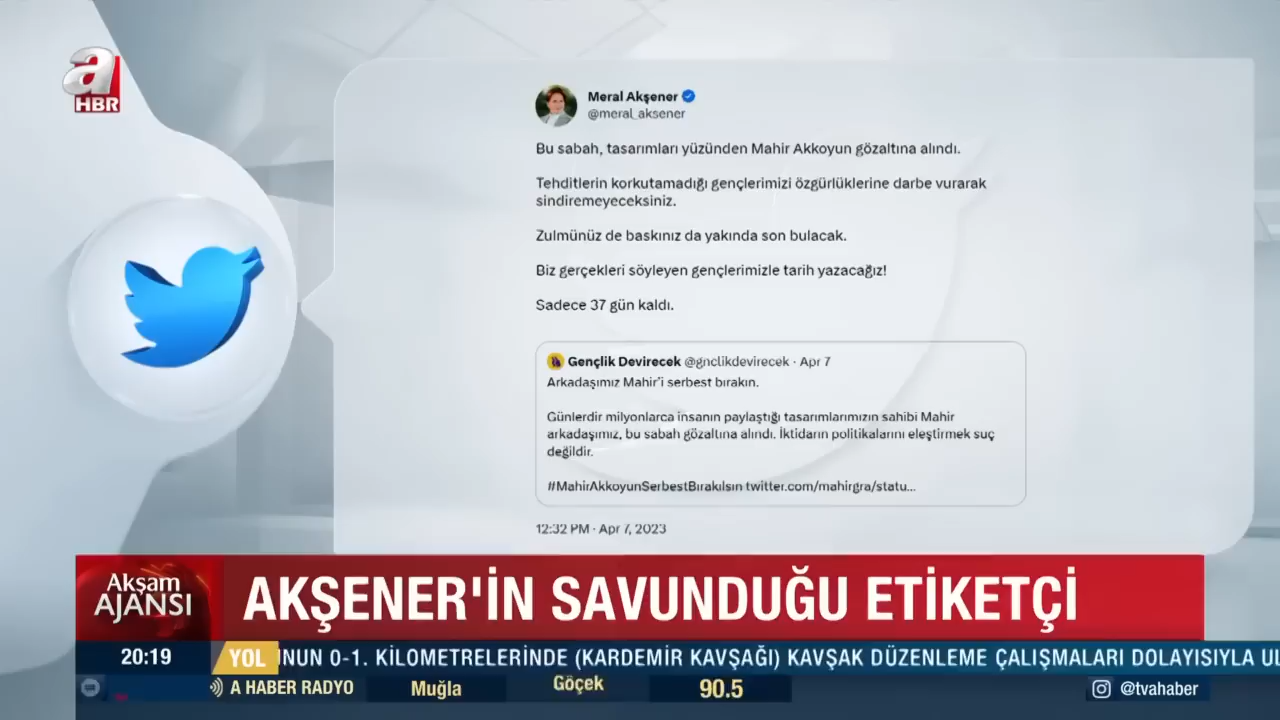 a
HBR
Meral Akşener
@meral_aksener
Bu sabah, tasarımları yüzünden Mahir Akkoyun gözaltına alındı.
Tehditlerin korkutamadığı gençlerimizi özgürlüklerine darbe vurarak
sindiremeyeceksiniz.
Zulmünüz de baskınız da yakında son bulacak.
Biz gerçekleri söyleyen gençlerimizle tarih yazacağız!
Sadece 37 gün kaldı.
Gençlik Devirecek @gnclikdevirecek · Apr 7
Arkadaşımız Mahir'i serbest bırakın.
Günlerdir milyonlarca insanın paylaştığı tasarımlarımızın sahibi Mahir
arkadaşımız, bu sabah gözaltına alındı. İktidarın politikalarını eleştirmek suç
değildir.
#MahirAkkoyunSerbestBırakılsın twitter.com/mahirgra/statu...
12:32 PM · Apr 7, 2023
Akşam
AJANSI
AKŞENER'İN SAVUNDUĞU ETİKETÇİ
20:19 YOL UNUN 0-1. KİLOMETRELERİNDE (KARDEMİR KAVŞAĞI) KAVŞAK DÜZENLEME ÇALIŞMALARI DOLAYISIYLA UL
A HABER RADYO Muğla Göcek 90.5 @tvahaber